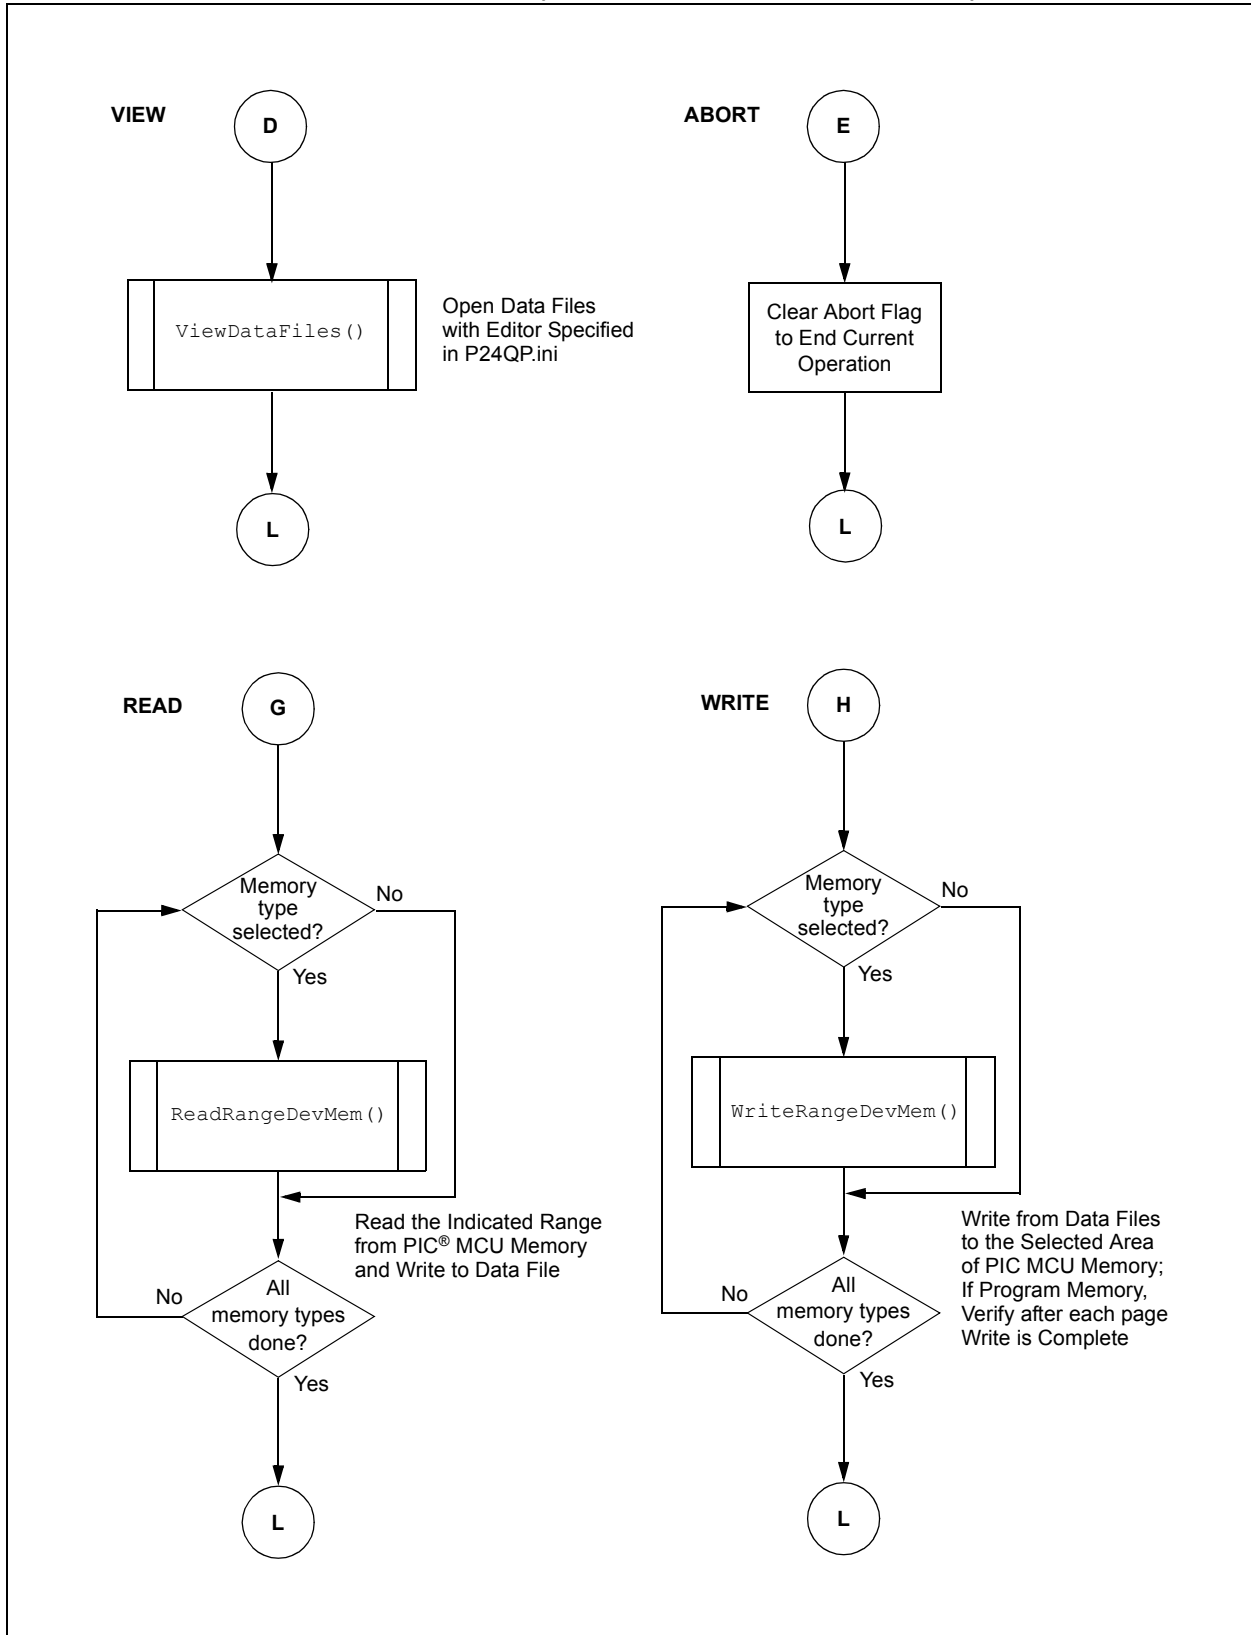 VIEW
D
ViewDataFiles()
Open Data Files
with Editor Specified
in P24QP.ini
L
ABORT
E
Clear Abort Flag
to End Current
Operation
L
READ
G
Memory
type
selected?
No
Yes
ReadRangeDevMem()
Read the Indicated Range
from PIC® MCU Memory
and Write to Data File
All
memory types
done?
No
Yes
L
WRITE
H
Memory
type
selected?
No
Yes
WriteRangeDevMem()
Write from Data Files
to the Selected Area
of PIC MCU Memory;
If Program Memory,
Verify after each page
Write is Complete
All
memory types
done?
No
Yes
L